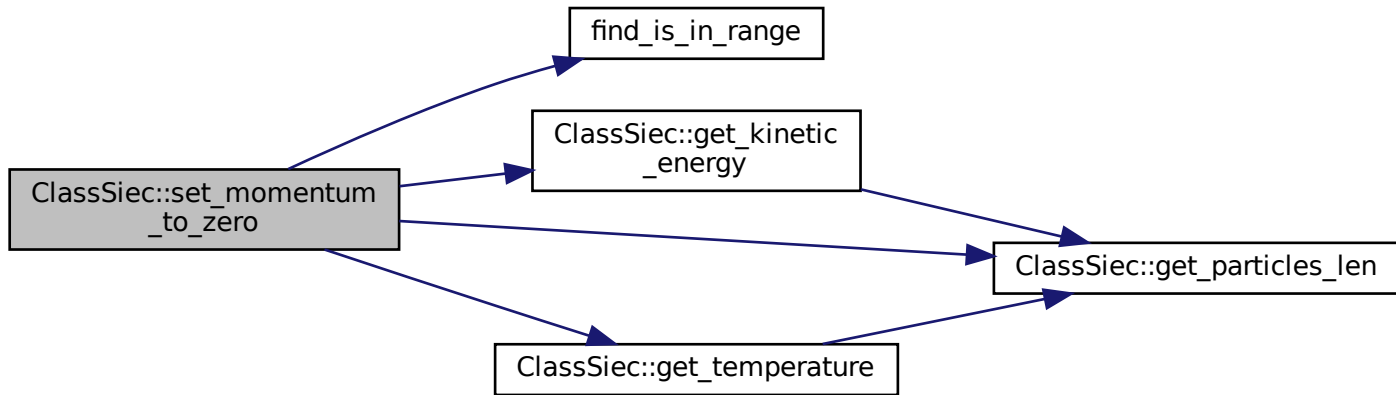 find_is_in_range
ClassSiec::get_kinetic
_energy
ClassSiec::set_momentum
_to_zero
ClassSiec::get_particles_len
ClassSiec::get_temperature